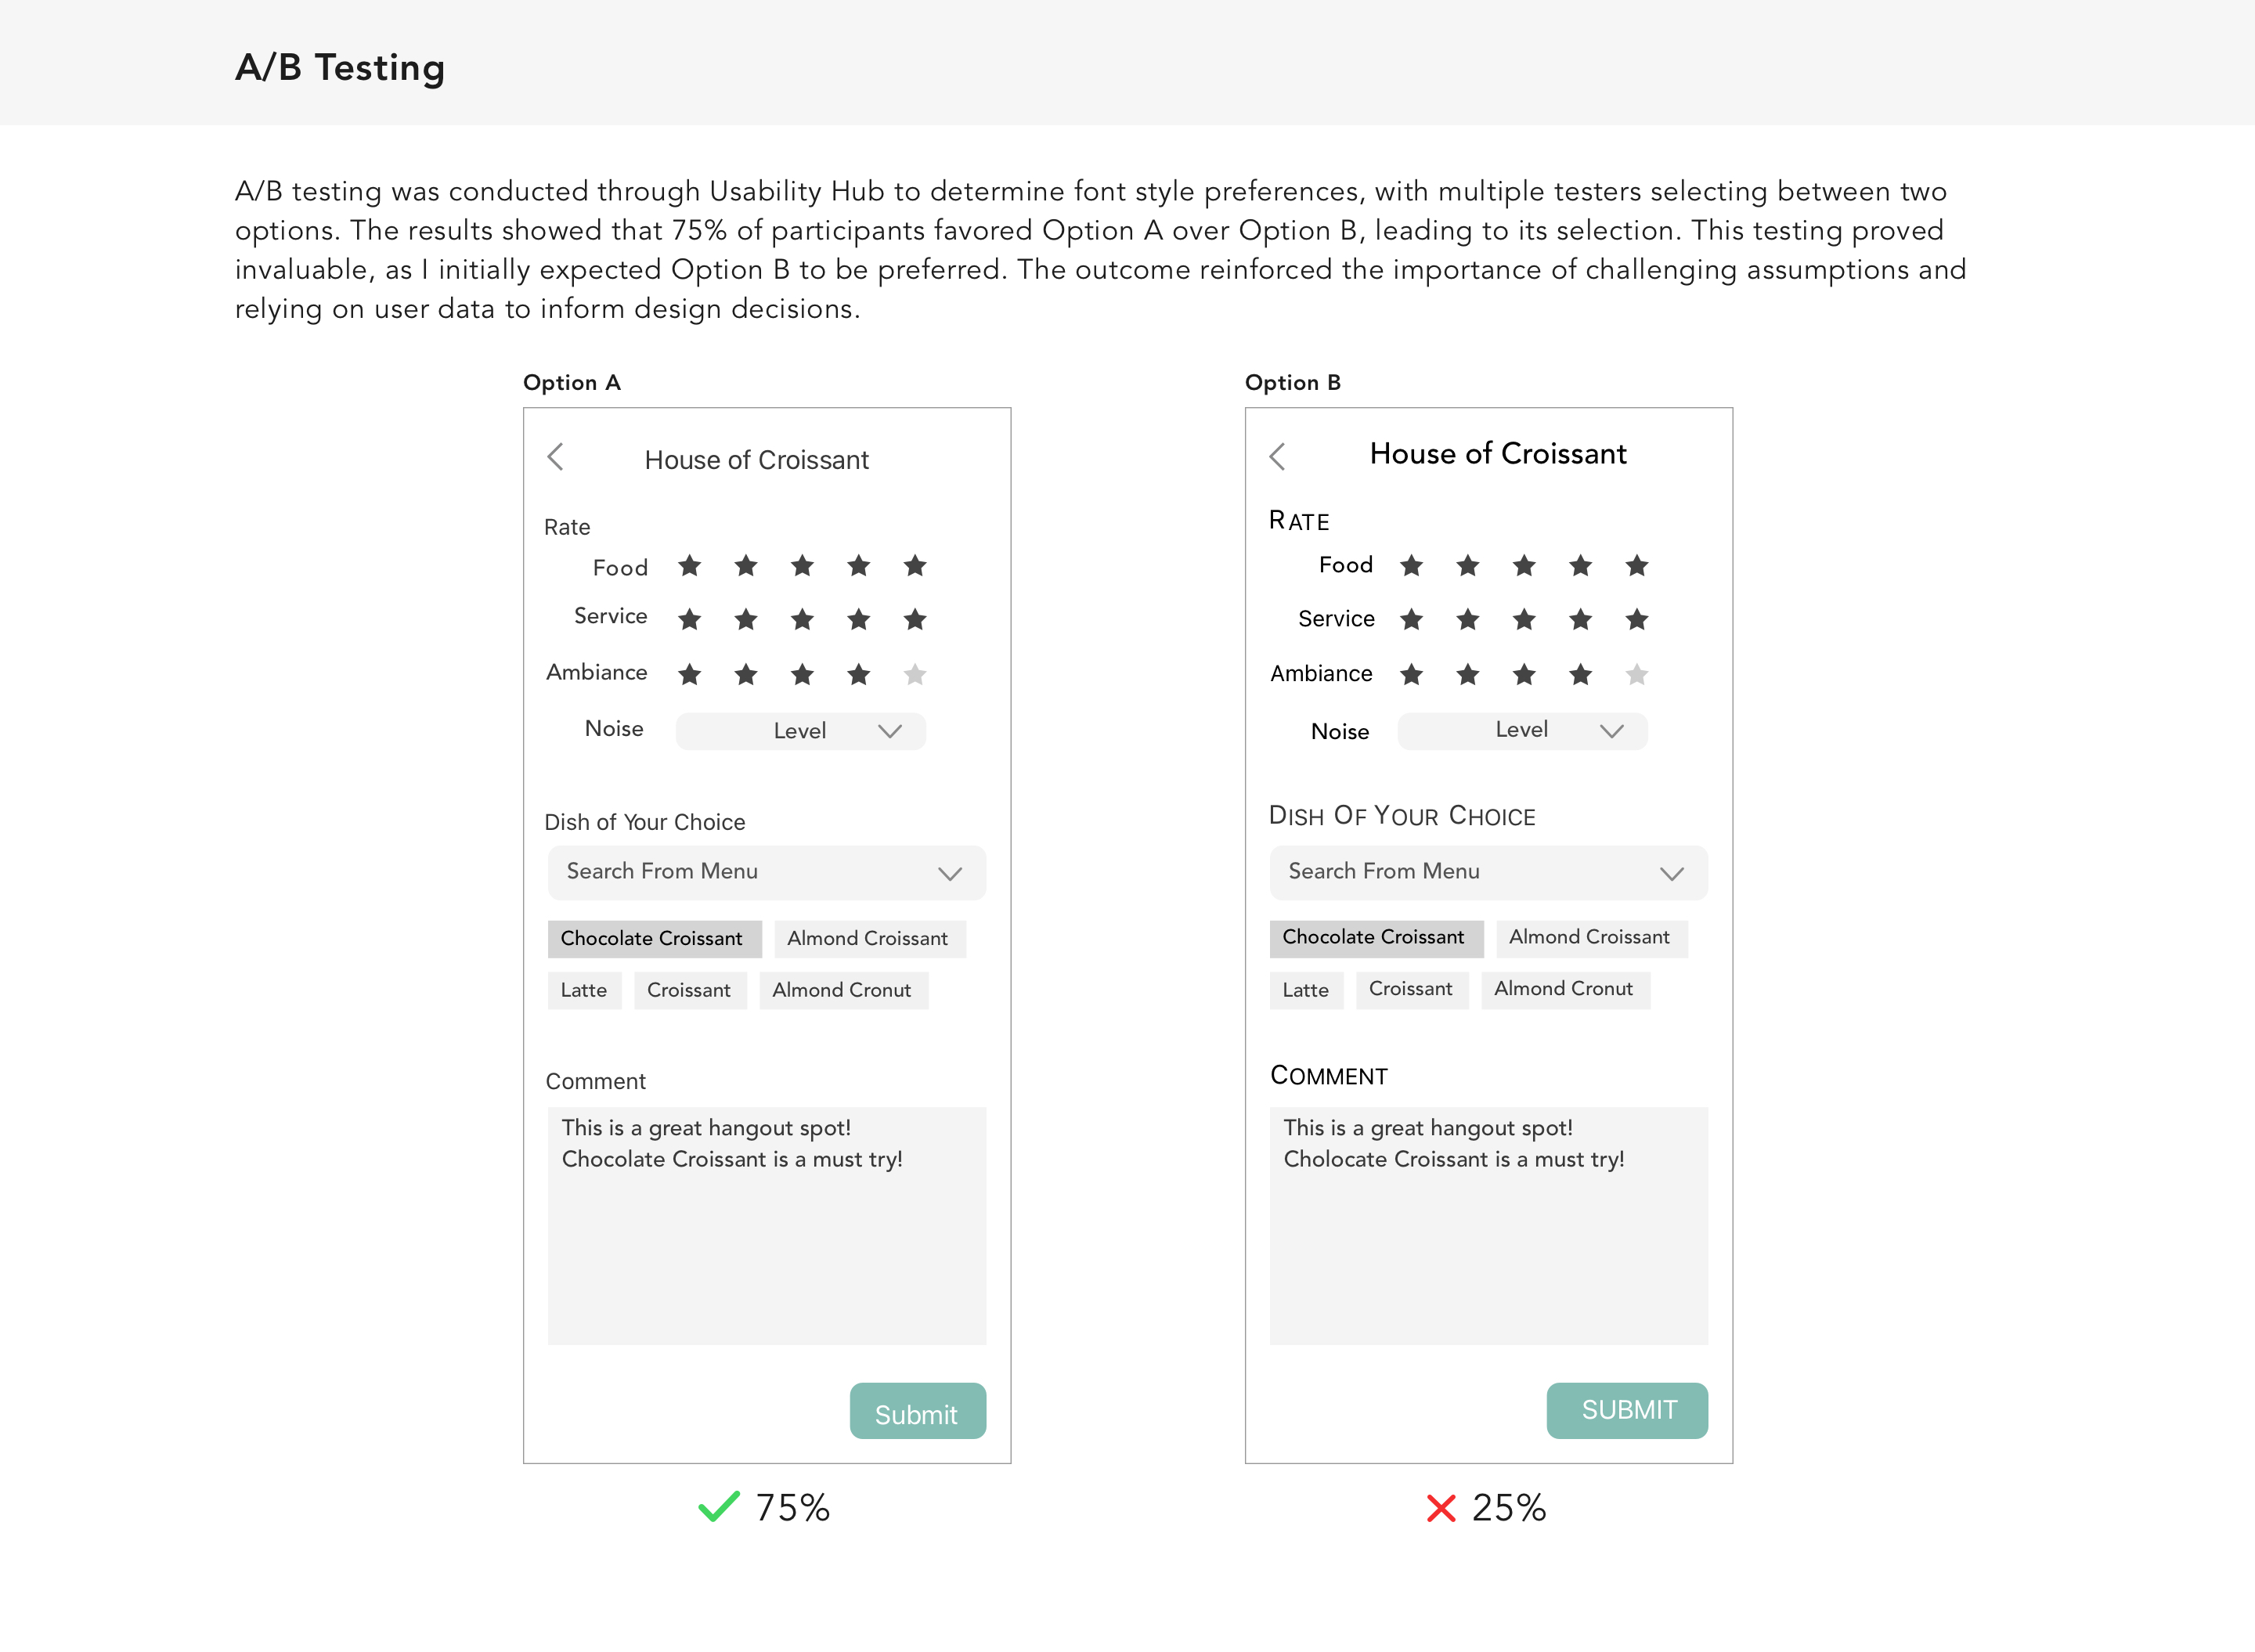 A/B Testing
A/B testing was conducted through Usability Hub to determine font style preferences, with multiple testers selecting between two
options. The results showed that 75% of participants favored Option A over Option B, leading to its selection. This testing proved
invaluable, as I initially expected Option B to be preferred. The outcome reinforced the importance of challenging assumptions and
relying on user data to inform design decisions.
Option A
House of Croissant
Rate
Food
Service
Ambiance
Noise
Level
Dish of Your Choice
Search From Menu
Chocolate Croissant
Almond Croissant
Latte
Croissant
Almond Cronut
Comment
This is a great hangout spot!
Chocolate Croissant is a must try!
Submit
75%
Option B
House of Croissant
RATE
Food
Service
Ambiance
Noise
Level
DISH OF YOUR CHOICE
Search From Menu
Chocolate Croissant
Almond Croissant
Latte
Croissant
Almond Cronut
COMMENT
This is a great hangout spot!
Cholocate Croissant is a must try!
SUBMIT
25%